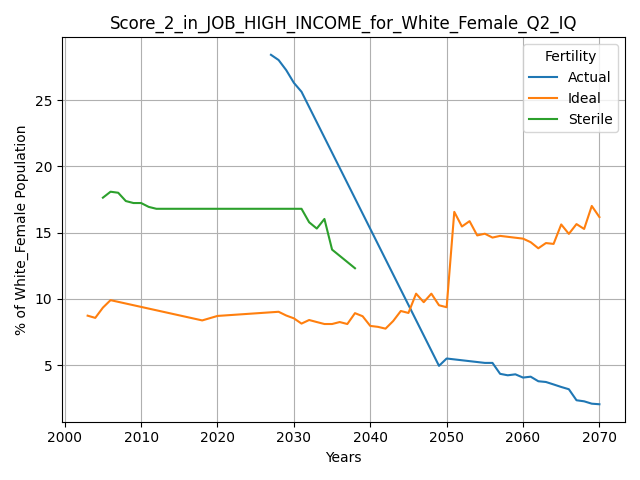 Score_2_in_JOB_HIGH_INCOME_for_White_Female_Q2_IQ
Fertility
Actual
Ideal
Sterile
% of White_Female Population
25
20
15
10
5
2000 2010 2020 2030 2040 2050 2060 2070
Years